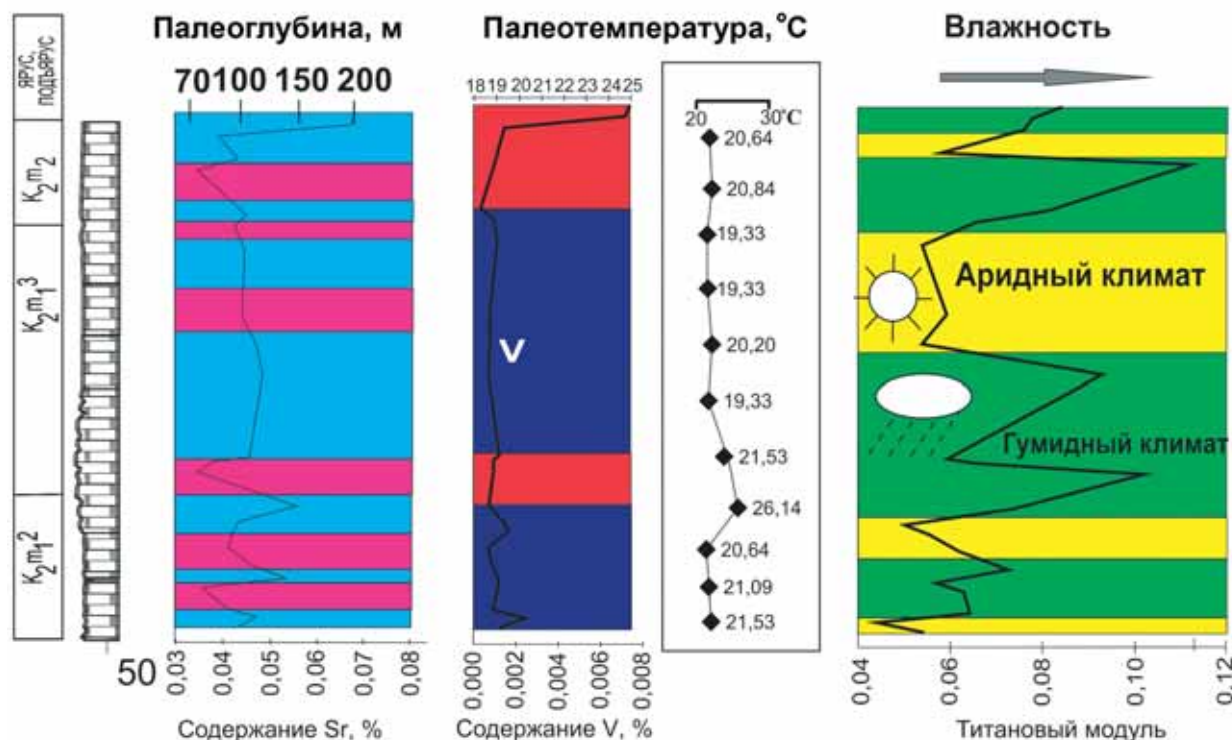 Палеоглубина, м
Палеотемпература, °С
Влажность
ЯРУС,
ПОДЪЯРУС
70 100 150 200
18 19 20 21 22 23 24 25
20 30°С
20,64
20,84
19,33
19,33
20,20
19,33
21,53
26,14
20,64
21,09
21,53
K₂m₂
K₂m₁³
K₂m₁²
V
Аридный климат
Гумидный климат
50
0,03 0,04 0,05 0,06 0,07 0,08
0,000 0,002 0,004 0,006 0,008
0,04 0,06 0,08 0,10 0,12
Содержание Sr, %
Содержание V, %
Титановый модуль